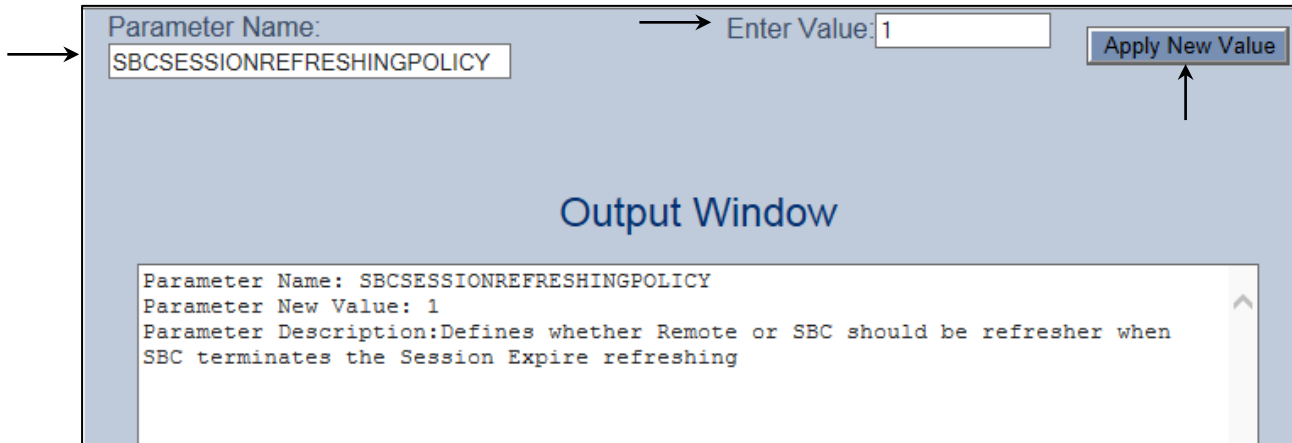 Parameter Name:
Enter Value:
1
SBCSESSIONREFRESHINGPOLICY
Apply New Value
Output Window
Parameter Name: SBCSESSIONREFRESHINGPOLICY
Parameter New Value: 1
Parameter Description:Defines whether Remote or SBC should be refresher when
SBC terminates the Session Expire refreshing